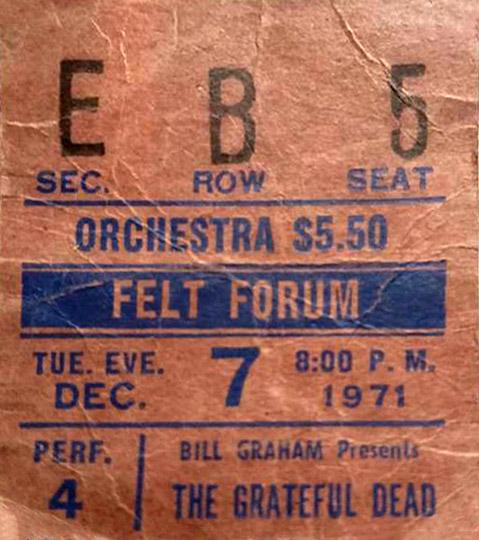 E B 5
SEC. ROW SEAT
ORCHESTRA $5.50
FELT FORUM
TUE. EVE. 7 8:00 P. M.
DEC. 1971
PERF. BILL GRAHAM Presents
4 THE GRATEFUL DEAD